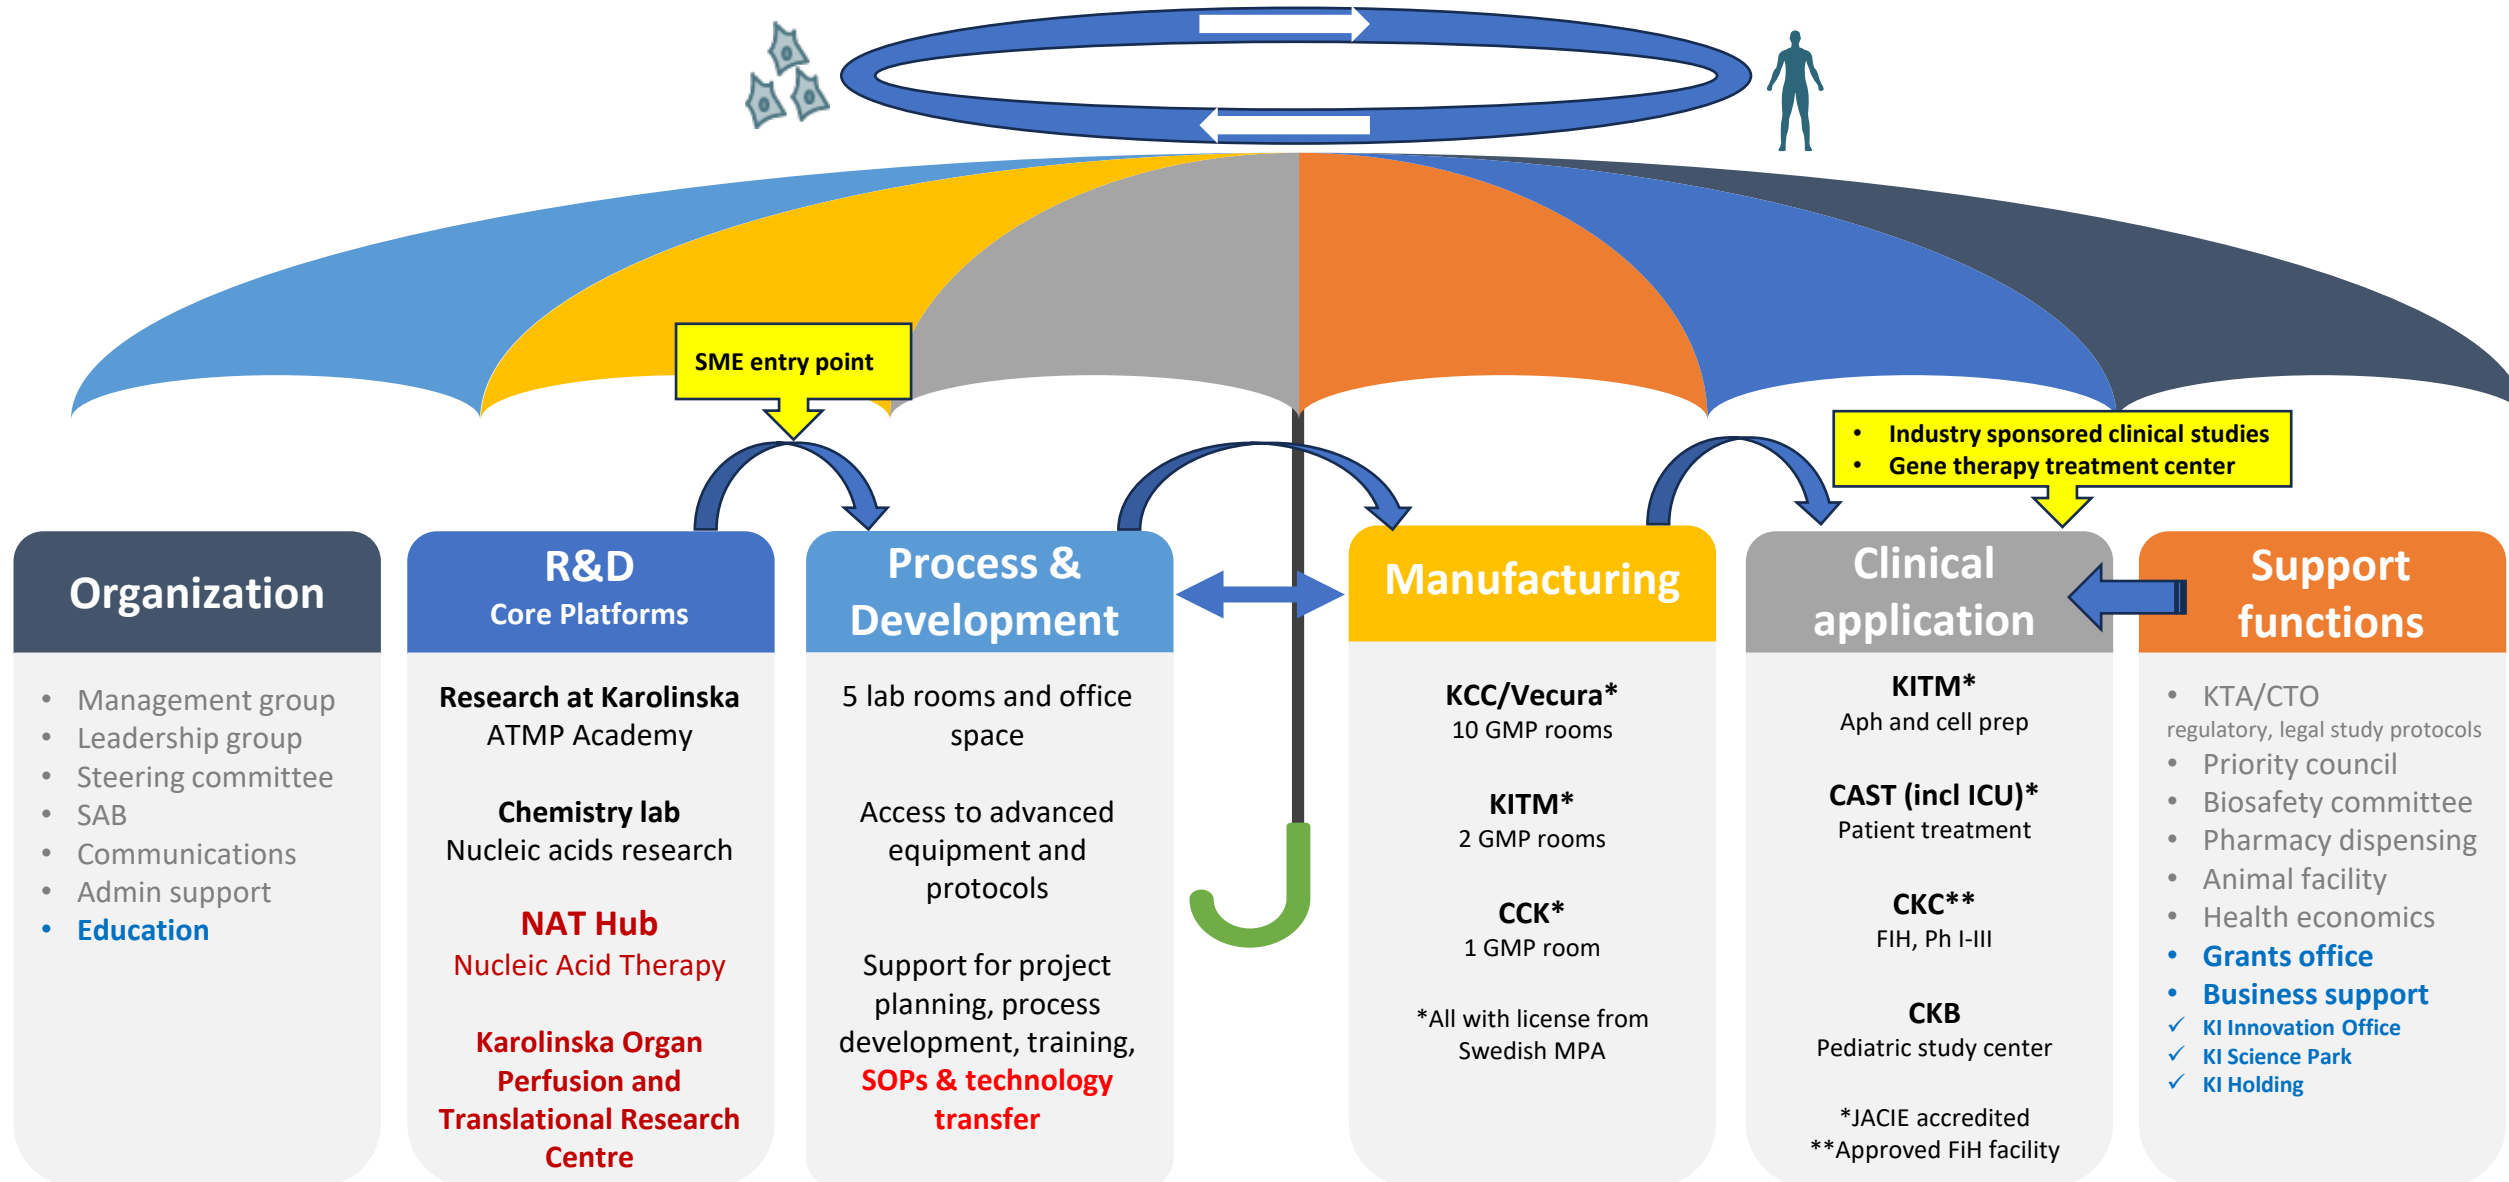 SME entry point
• Industry sponsored clinical studies
• Gene therapy treatment center
Organization
• Management group
• Leadership group
• Steering committee
• SAB
• Communications
• Admin support
• Education
R&D
Core Platforms
Research at Karolinska
ATMP Academy
Chemistry lab
Nucleic acids research
NAT Hub
Nucleic Acid Therapy
Karolinska Organ
Perfusion and
Translational Research
Centre
Process &
Development
5 lab rooms and office
space
Access to advanced
equipment and
protocols
Support for project
planning, process
development, training,
SOPs & technology
transfer
Manufacturing
KCC/Vecura*
10 GMP rooms
KITM*
2 GMP rooms
CCK*
1 GMP room
*All with license from
Swedish MPA
Clinical
application
KITM*
Aph and cell prep
CAST (incl ICU)*
Patient treatment
CKC**
FIH, Ph I-III
CKB
Pediatric study center
*JACIE accredited
**Approved FiH facility
Support
functions
• KTA/CTO
regulatory, legal study protocols
• Priority council
• Biosafety committee
• Pharmacy dispensing
• Animal facility
• Health economics
• Grants office
• Business support
✓ KI Innovation Office
✓ KI Science Park
✓ KI Holding